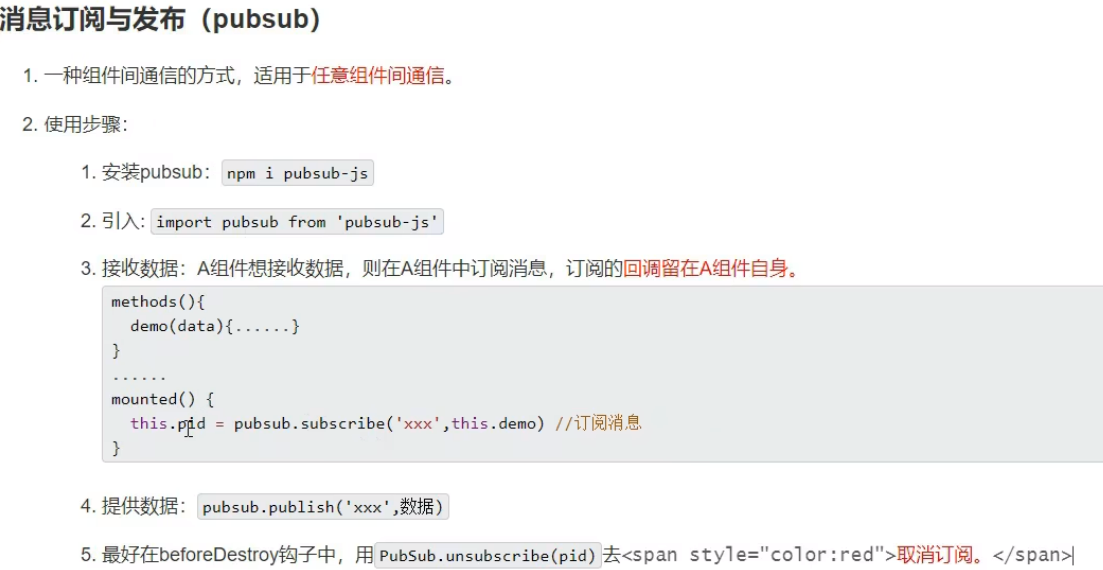 消息订阅与发布（pubsub）
1. 一种组件间通信的方式，适用于任意组件间通信。
2. 使用步骤：
1. 安装pubsub：npm i pubsub-js
2. 引入: import pubsub from 'pubsub-js'
3. 接收数据：A组件想接收数据，则在A组件中订阅消息，订阅的回调留在A组件自身。
methods(){
  demo(data){......}
}
......
mounted() {
  this.pid = pubsub.subscribe('xxx',this.demo) //订阅消息
}
4. 提供数据：pubsub.publish('xxx',数据)
5. 最好在beforeDestroy钩子中，用PubSub.unsubscribe(pid)去<span style="color:red">取消订阅。</span>